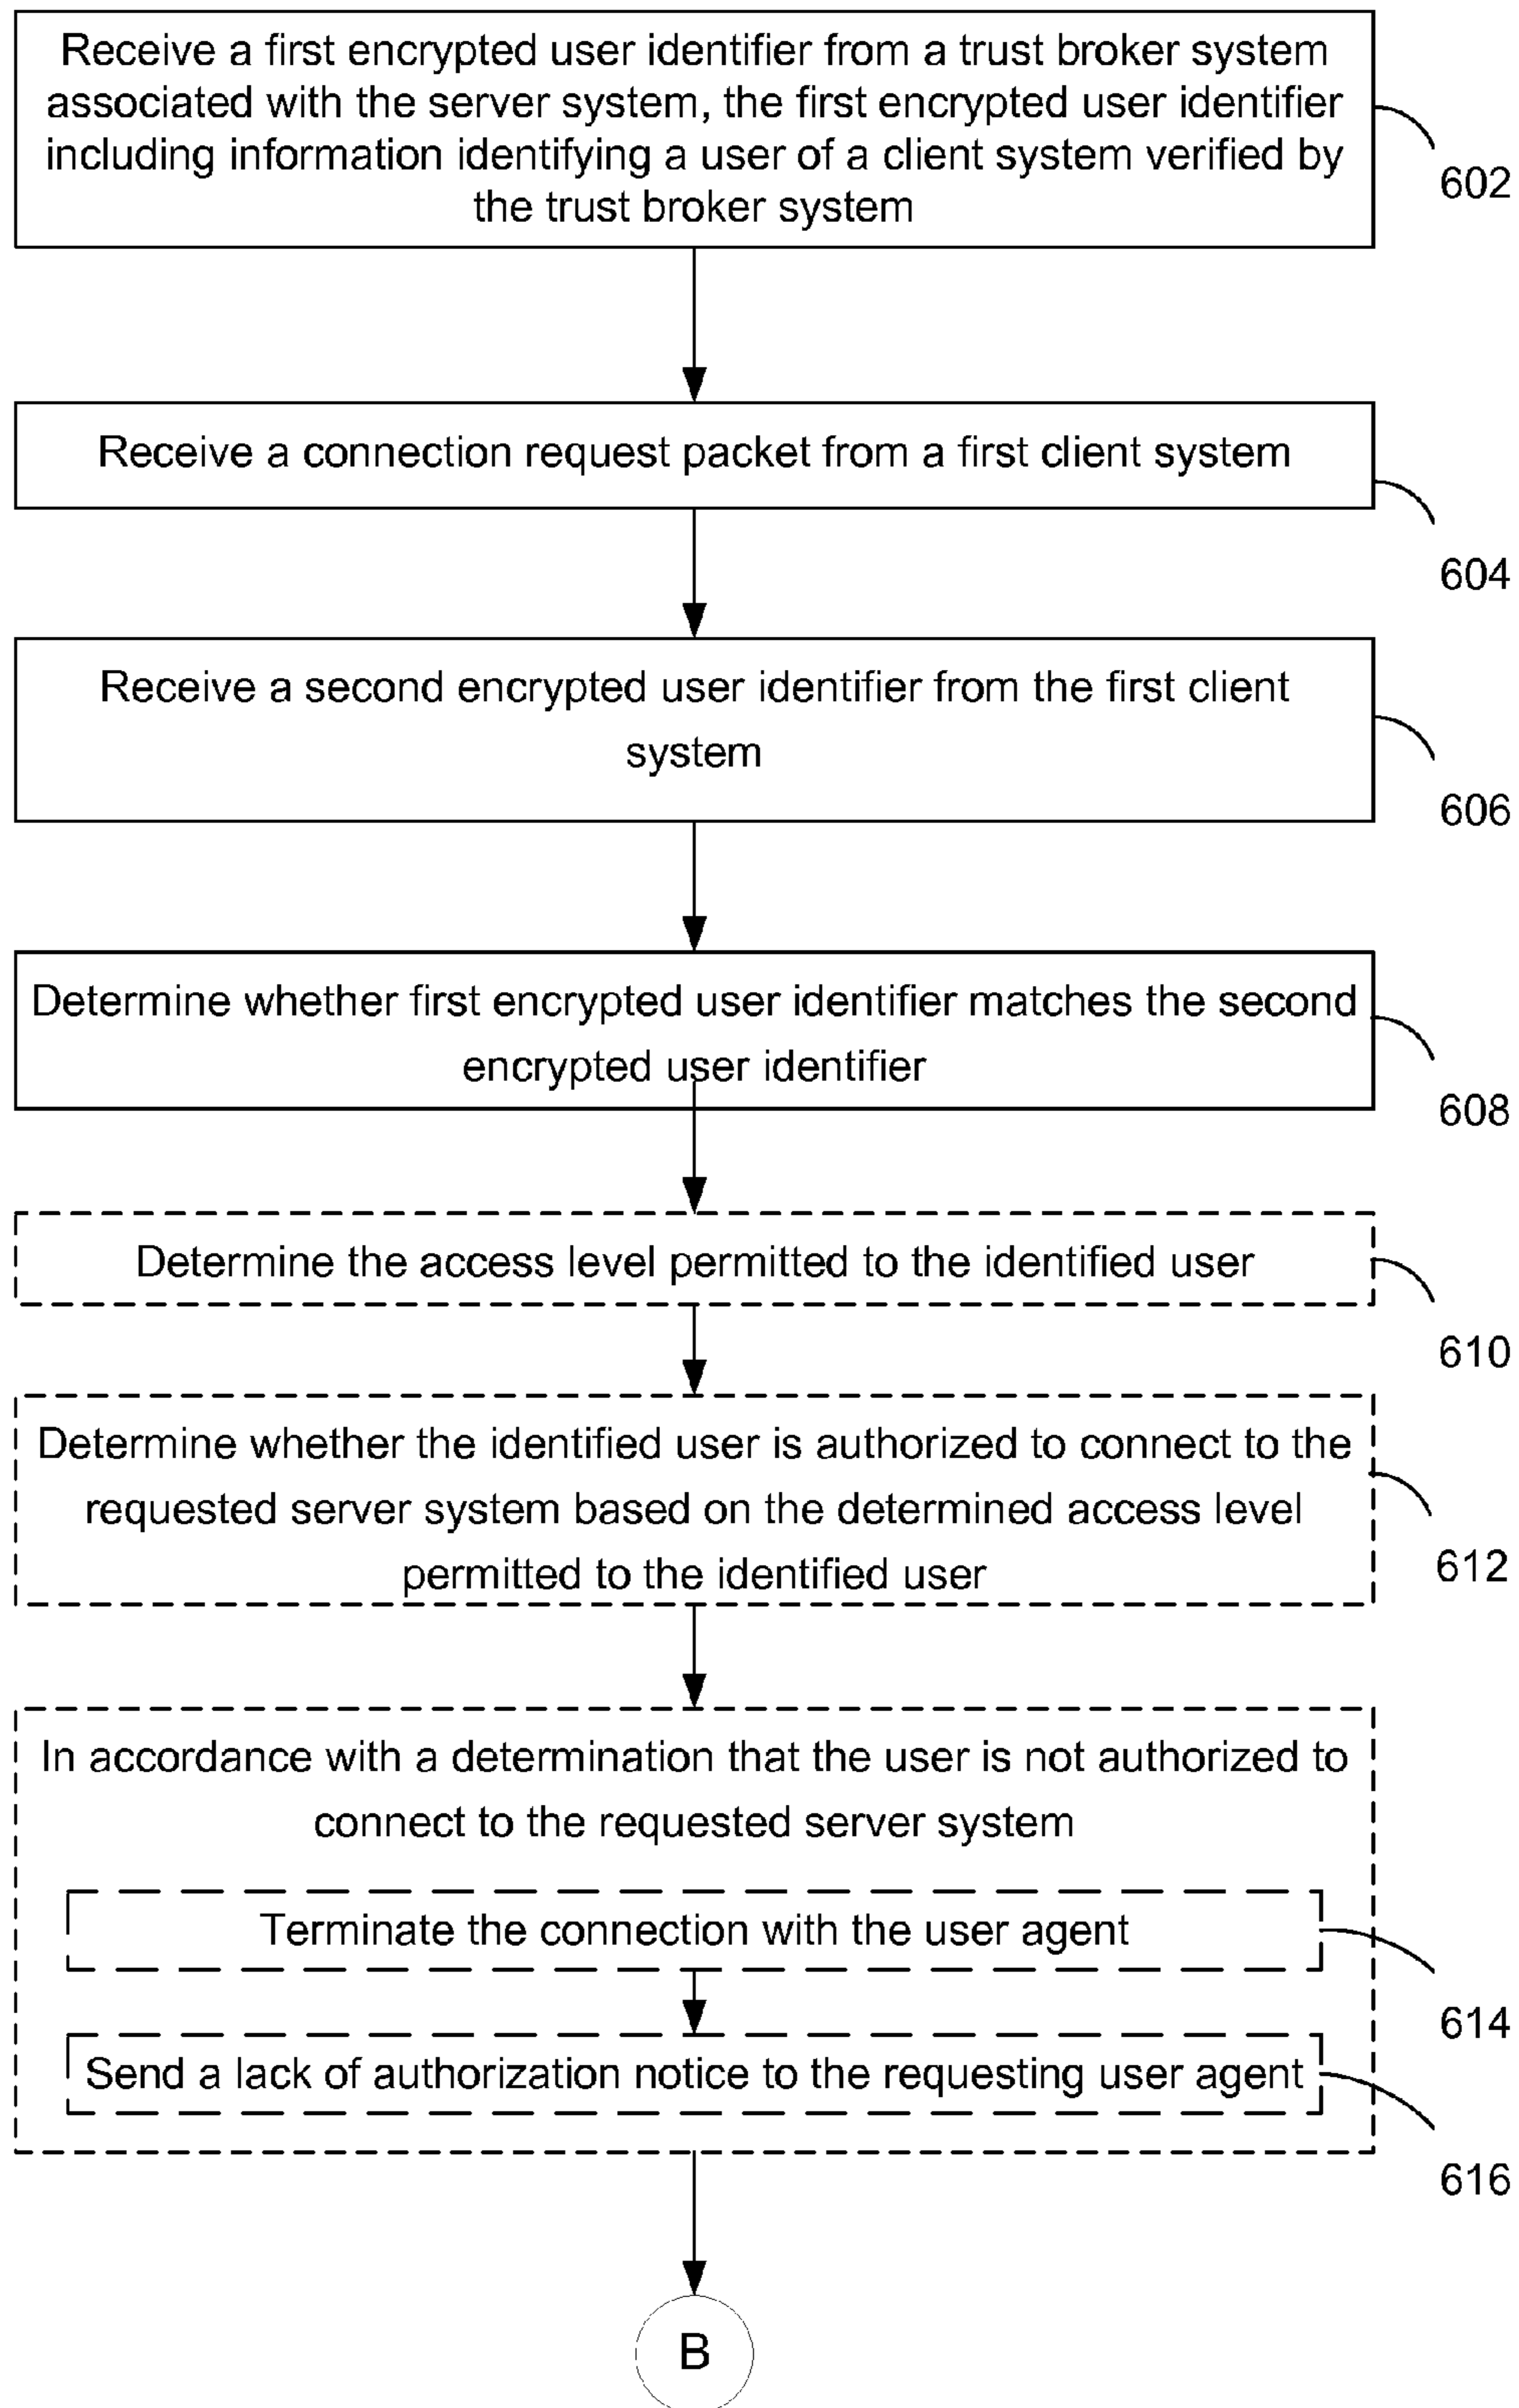 Receive a first encrypted user identifier from a trust broker system
associated with the server system, the first encrypted user identifier
including information identifying a user of a client system verified by
the trust broker system
602
Receive a connection request packet from a first client system
604
Receive a second encrypted user identifier from the first client
system
606
Determine whether first encrypted user identifier matches the second
encrypted user identifier
608
Determine the access level permitted to the identified user
610
Determine whether the identified user is authorized to connect to the
requested server system based on the determined access level
permitted to the identified user
612
In accordance with a determination that the user is not authorized to
connect to the requested server system
Terminate the connection with the user agent
614
Send a lack of authorization notice to the requesting user agent
616
B